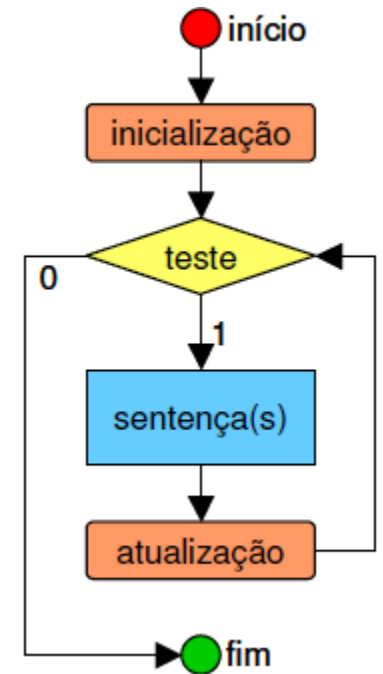 início
inicialização
teste
0
1
sentença(s)
atualização
fim